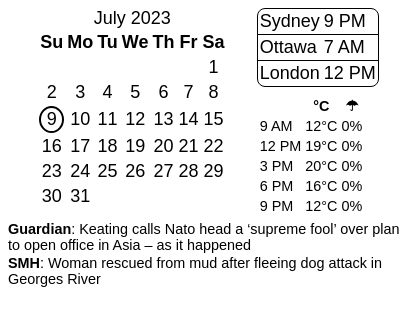 July 2023
Su Mo Tu We Th Fr Sa
1
2 3 4 5 6 7 8
9 10 11 12 13 14 15
16 17 18 19 20 21 22
23 24 25 26 27 28 29
30 31
Sydney 9 PM
Ottawa 7 AM
London 12 PM
°C ☂
9 AM 12°C 0%
12 PM 19°C 0%
3 PM 20°C 0%
6 PM 16°C 0%
9 PM 12°C 0%
Guardian: Keating calls Nato head a ‘supreme fool’ over plan
to open office in Asia – as it happened
SMH: Woman rescued from mud after fleeing dog attack in
Georges River